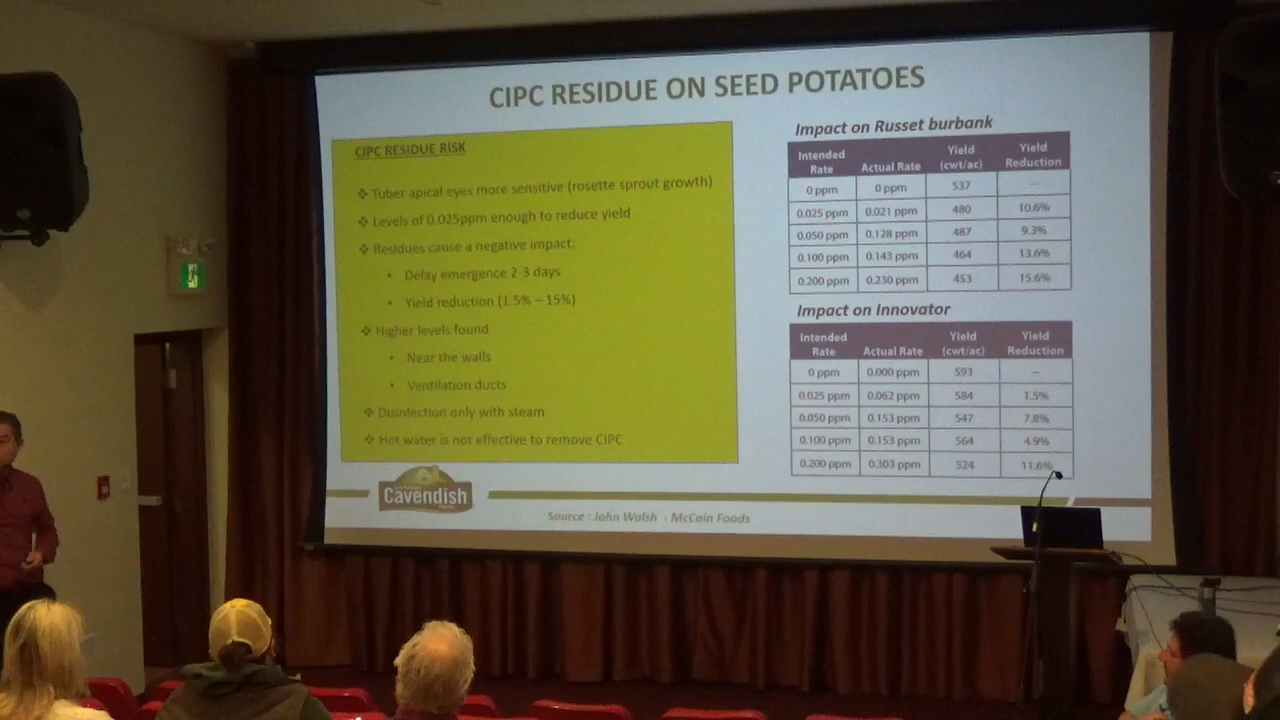 CIPC RESIDUE ON SEED POTATOES
CIPC RESIDUE RISK
❖ Tuber apical eyes more sensitive (rosette sprout growth)
❖ Levels of 0.025ppm enough to reduce yield
❖ Residues cause a negative impact:
• Delay emergence 2-3 days
• Yield reduction (1.5% – 15%)
❖ Higher levels found
• Near the walls
• Ventilation ducts
❖ Disinfection only with steam
❖ Hot water is not effective to remove CIPC
Impact on Russet burbank
Intended Rate Actual Rate Yield (cwt/ac) Yield Reduction
0 ppm 0 ppm 537 –
0.025 ppm 0.021 ppm 480 10.6%
0.050 ppm 0.128 ppm 487 9.3%
0.100 ppm 0.143 ppm 464 13.6%
0.200 ppm 0.230 ppm 453 15.6%
Impact on Innovator
Intended Rate Actual Rate Yield (cwt/ac) Yield Reduction
0 ppm 0.000 ppm 593 –
0.025 ppm 0.062 ppm 584 1.5%
0.050 ppm 0.153 ppm 547 7.8%
0.100 ppm 0.153 ppm 564 4.9%
0.200 ppm 0.303 ppm 524 11.6%
Cavendish
Source : John Walsh - McCain Foods